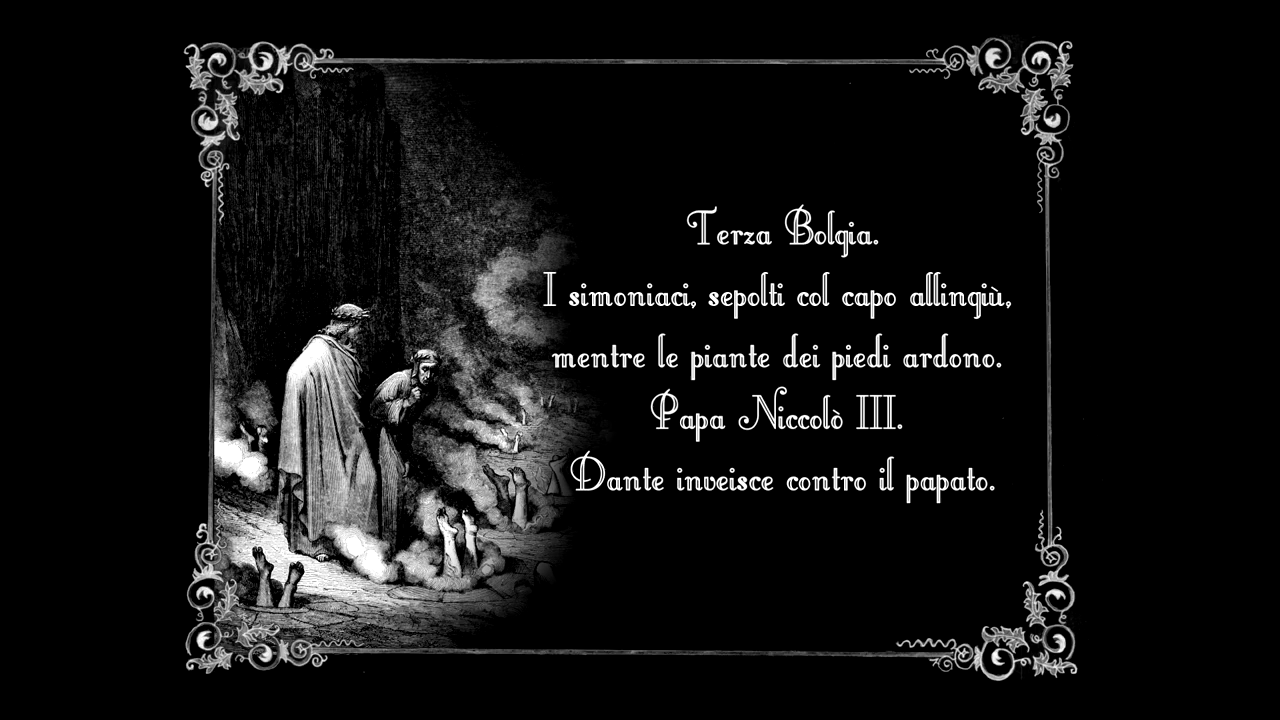 Terza Bolgia.
I simoniaci, sepolti col capo allingiù,
mentre le piante dei piedi ardono.
Papa Niccolò III.
Dante inveisce contro il papato.